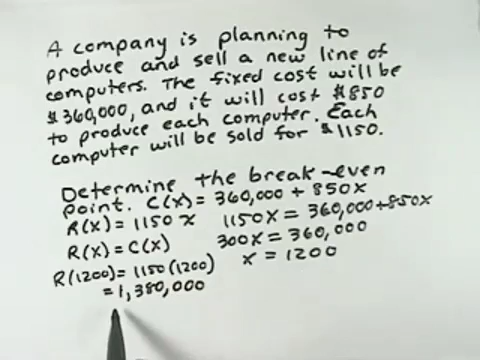 A company is planning to
produce and sell a new line of
computers. The fixed cost will be
$360,000, and it will cost $850
to produce each computer. Each
computer will be sold for $1150.
Determine the break-even
point. C(x) = 360,000 + 850x
R(x) = 1150x 1150x = 360,000+850x
R(x) = C(x) 300x = 360,000
R(1200) = 1150(1200) x = 1200
= 1,380,000